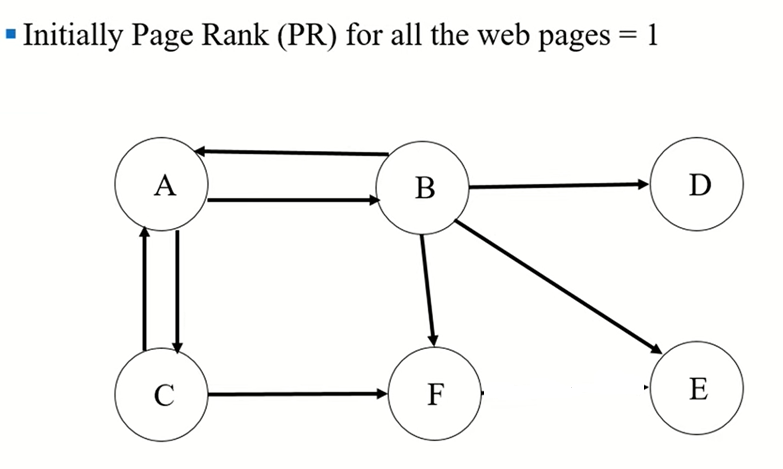 ▪ Initially Page Rank (PR) for all the web pages = 1
A
B
D
C
F
E